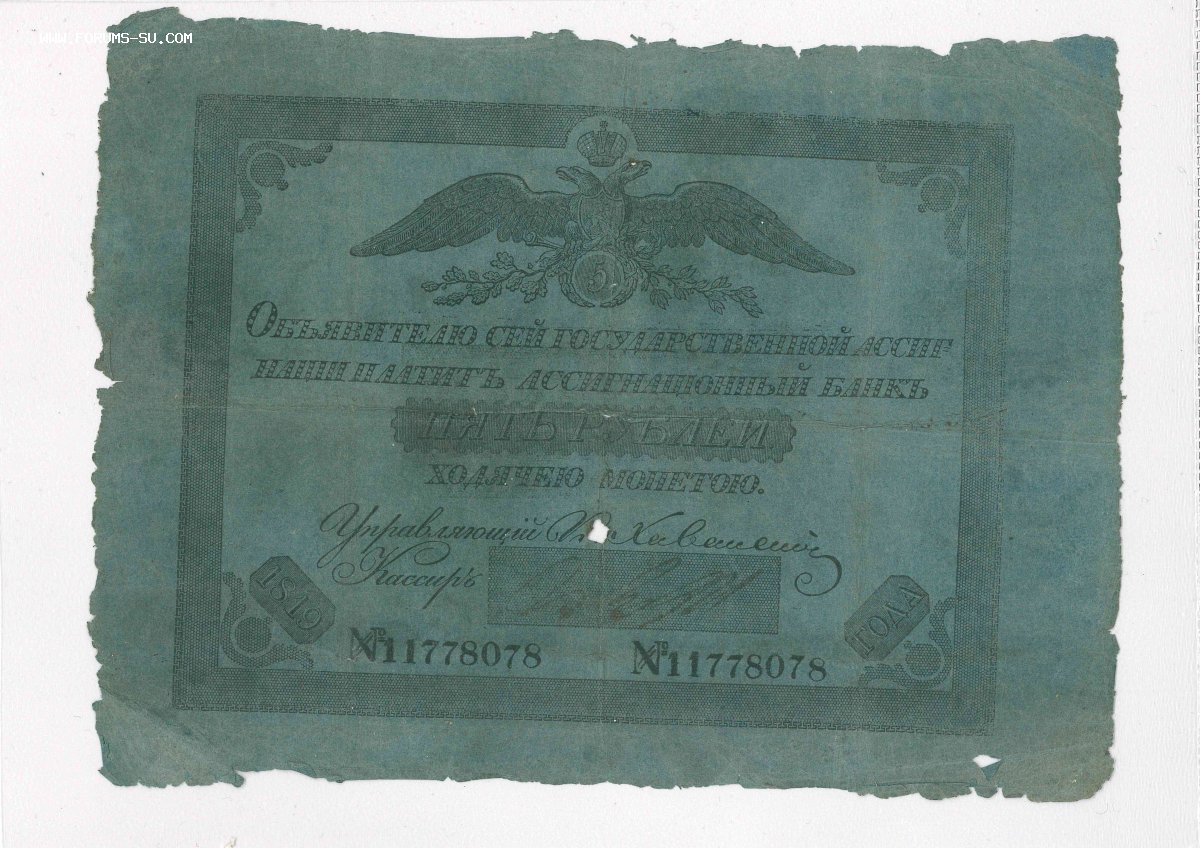 WWW.FORUMS-SU.COM
5
Объявителю сей государственной ассиг-
нации платитъ ассигнацiонный банкъ
ПЯТЬ РУБЛЕЙ
ходячею монетою.
Управляющiй
Кассиръ
1819 ГОДА
№11778078 №11778078